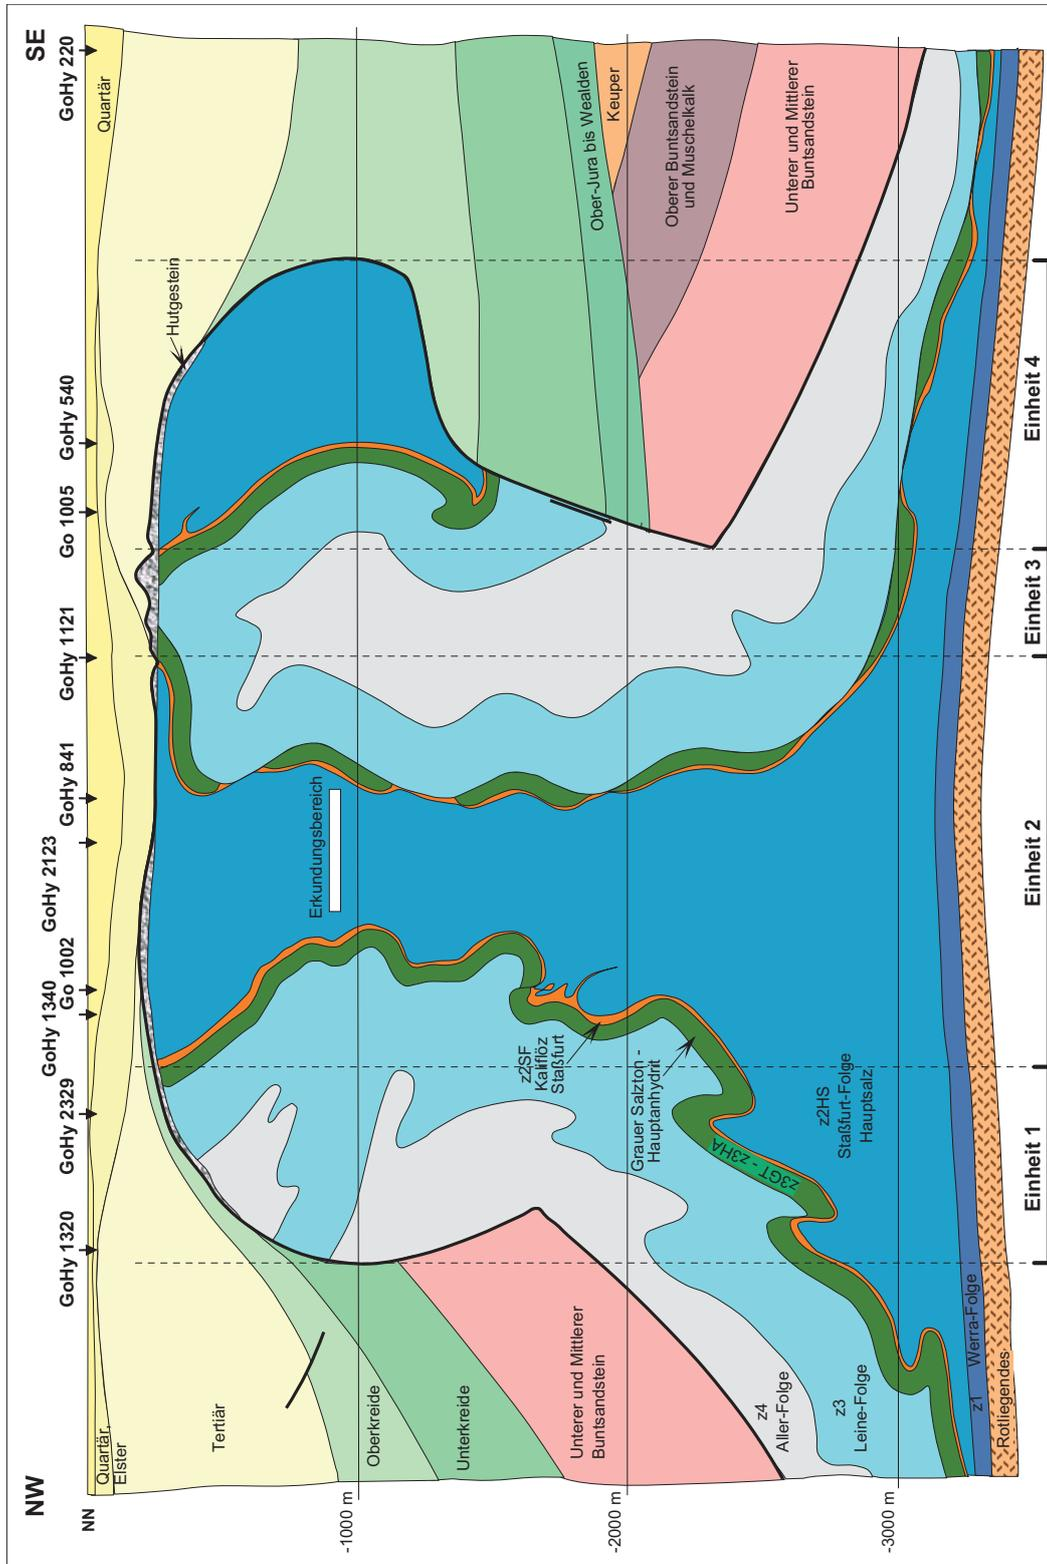 NW
SE
GoHy 1320
GoHy 2329
GoHy 1340
Go 1002
GoHy 2123
GoHy 841
GoHy 1121
Go 1005
GoHy 540
GoHy 220
NN
-1000 m
-2000 m
-3000 m
Quartär,
Elster
Tertiär
Oberkreide
Unterkreide
Unterer und Mittlerer
Buntsandstein
z4
Aller-Folge
z3
Leine-Folge
z1
Werra-Folge
Rotliegendes
Erkundungsbereich
z2SF
Kaliflöz
Staßfurt
Grauer Salzton -
Hauptanhydrit
z3GT - z3HA
z2HS
Staßfurt-Folge
Hauptsalz
Hutgestein
Quartär
Ober-Jura bis Wealden
Keuper
Oberer Buntsandstein
und Muschelkalk
Unterer und Mittlerer
Buntsandstein
Einheit 1
Einheit 2
Einheit 3
Einheit 4